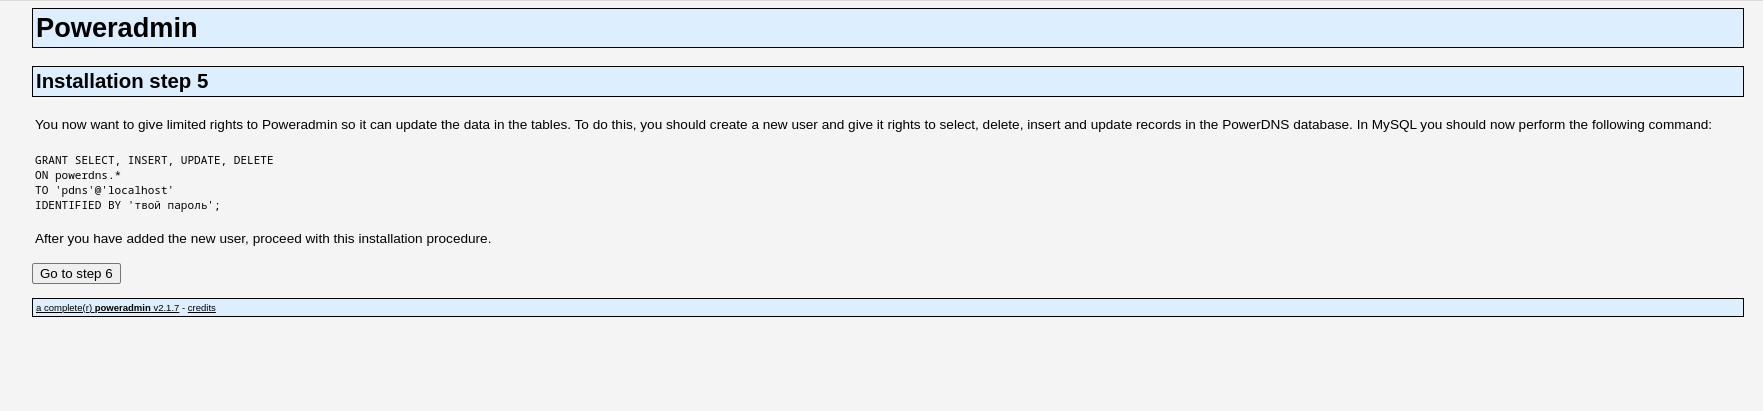 Poweradmin
Installation step 5
You now want to give limited rights to Poweradmin so it can update the data in the tables. To do this, you should create a new user and give it rights to select, delete, insert and update records in the PowerDNS database. In MySQL you should now perform the following command:
GRANT SELECT, INSERT, UPDATE, DELETE
ON powerdns.*
TO 'pdns'@'localhost'
IDENTIFIED BY 'твой пароль';
After you have added the new user, proceed with this installation procedure.
Go to step 6
a complete(r) poweradmin v2.1.7 - credits